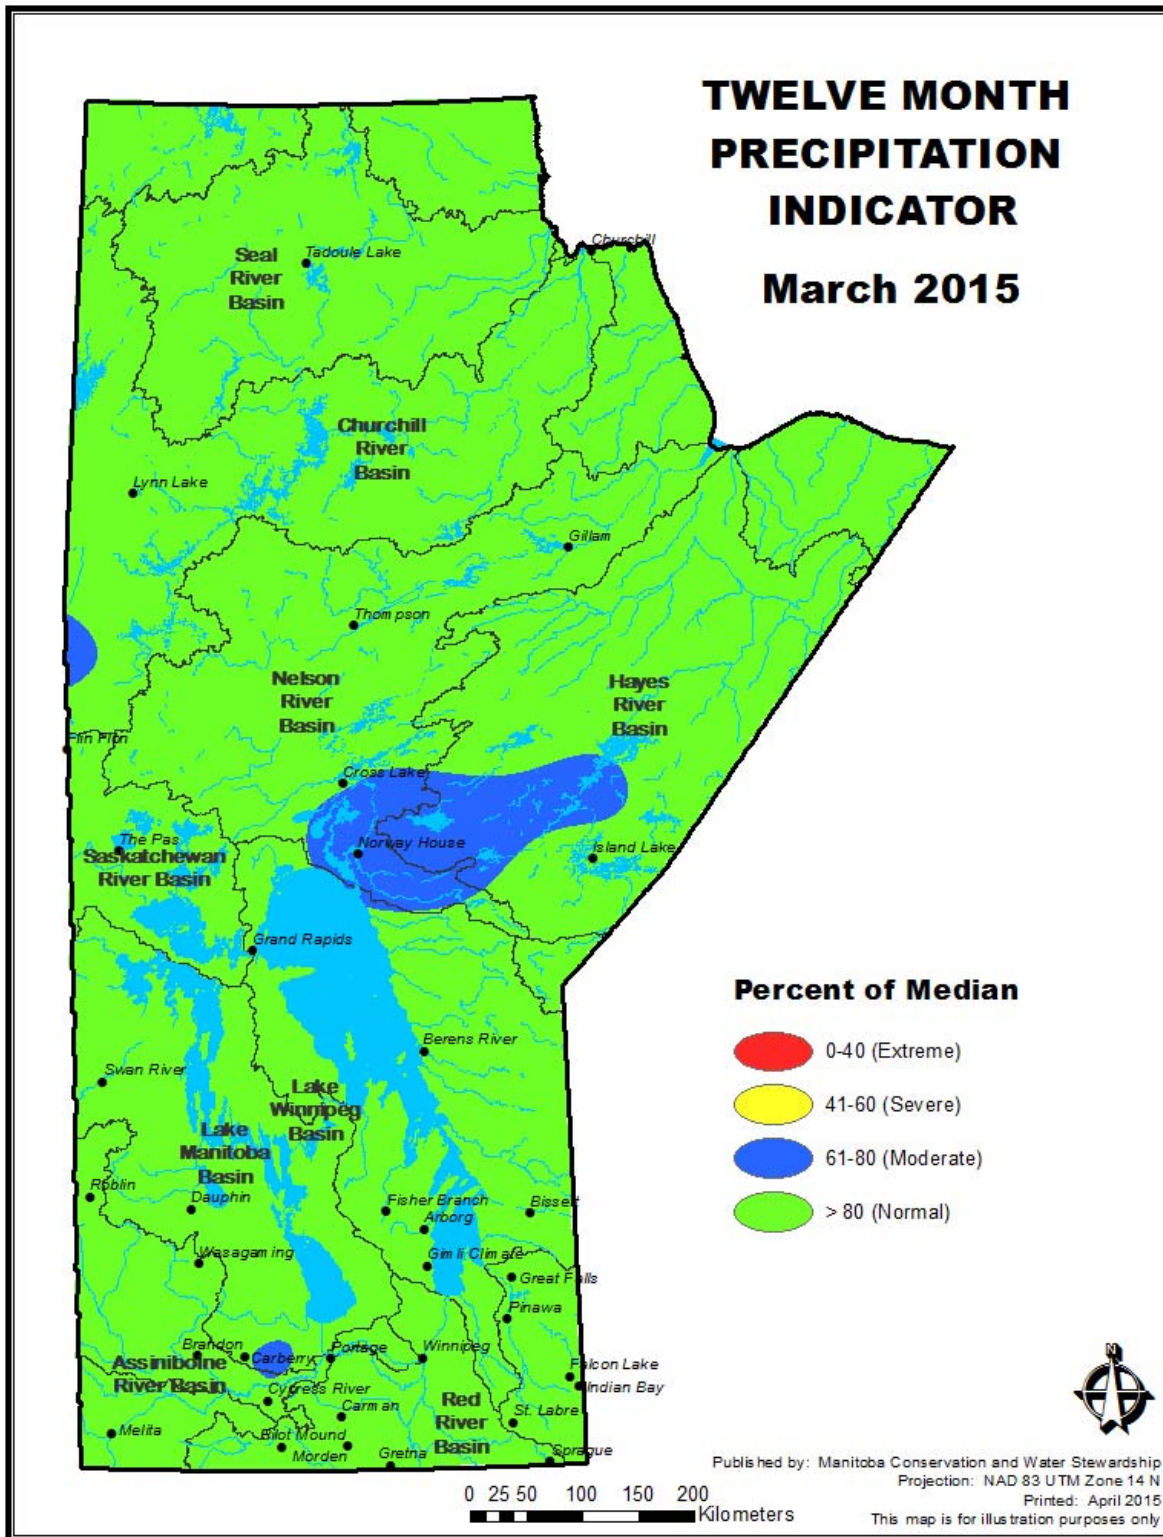 TWELVE MONTH
PRECIPITATION
INDICATOR
March 2015
Churchill
Seal
River
Basin
Tadoule Lake
Churchill
River
Basin
Lynn Lake
Gillam
Thompson
Nelson
River
Basin
Hayes
River
Basin
Flin Flon
Cross Lake
The Pas
Norway House
Island Lake
Saskatchewan
River Basin
Grand Rapids
Percent of Median
0-40 (Extreme)
41-60 (Severe)
61-80 (Moderate)
> 80 (Normal)
Berens River
Swan River
Lake
Winnipeg
Basin
Lake
Manitoba
Basin
Roblin
Dauphin
Fisher Branch
Arborg
Bissett
Wasagaming
Gimli Climate
Great Falls
Pinawa
Brandon
Carberry
Portage
Winnipeg
Assiniboine
River Basin
Falcon Lake
Indian Bay
Cypress River
Carman
Red
River
Basin
St. Labre
Melita
Pilot Mound
Morden
Gretna
Sprague
N
0 25 50 100 150 200
Kilometers
Published by: Manitoba Conservation and Water Stewardship
Projection: NAD 83 UTM Zone 14 N
Printed: April 2015
This map is for illustration purposes only